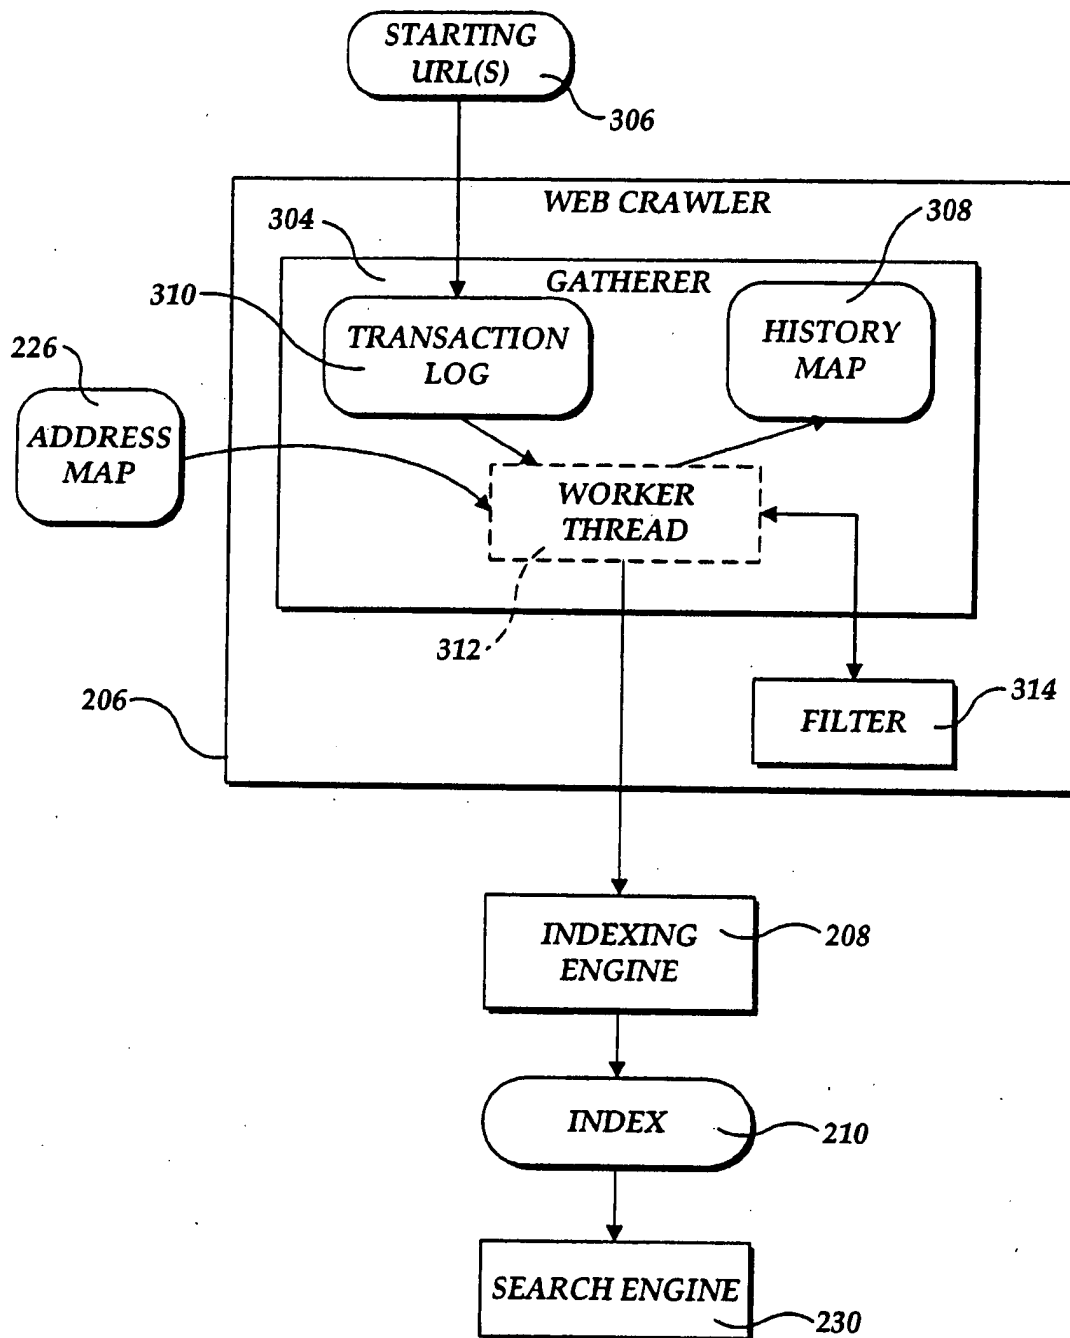 STARTING
URL(S)
306
WEB CRAWLER
304
308
GATHERER
310
TRANSACTION
LOG
HISTORY
MAP
226
ADDRESS
MAP
WORKER
THREAD
312
206
314
FILTER
INDEXING
ENGINE
208
INDEX
210
SEARCH ENGINE
230